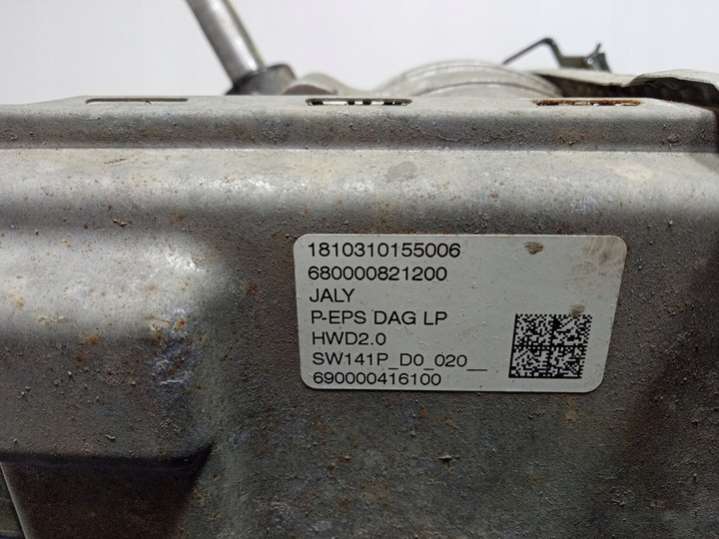 1810310155006
680000821200
JALY
P-EPS DAG LP
HWD2.0
SW141P_D0_020__
690000416100